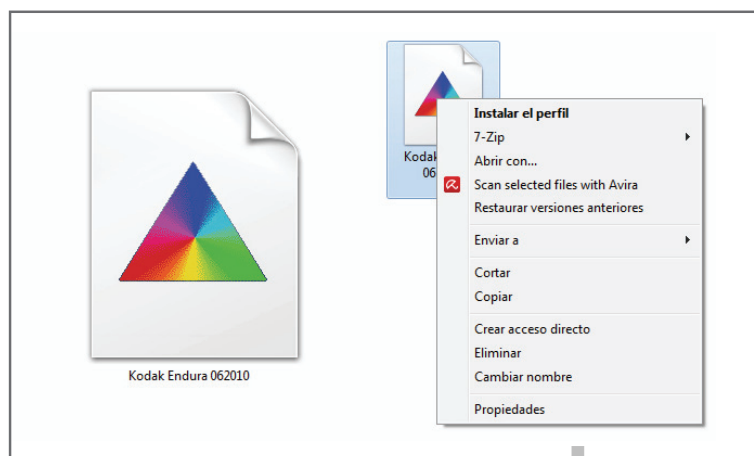 Kodak Endura 062010
Kodak
06
Instalar el perfil
7-Zip
Abrir con...
Scan selected files with Avira
Restaurar versiones anteriores
Enviar a
Cortar
Copiar
Crear acceso directo
Eliminar
Cambiar nombre
Propiedades